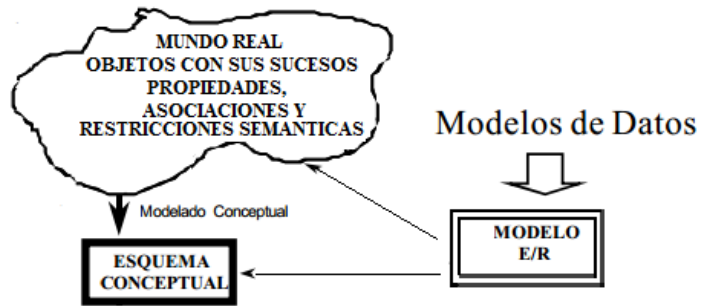 MUNDO REAL
OBJETOS CON SUS SUCESOS
PROPIEDADES,
ASOCIACIONES Y
RESTRICCIONES SEMANTICAS
Modelos de Datos
Modelado Conceptual
MODELO
E/R
ESQUEMA
CONCEPTUAL